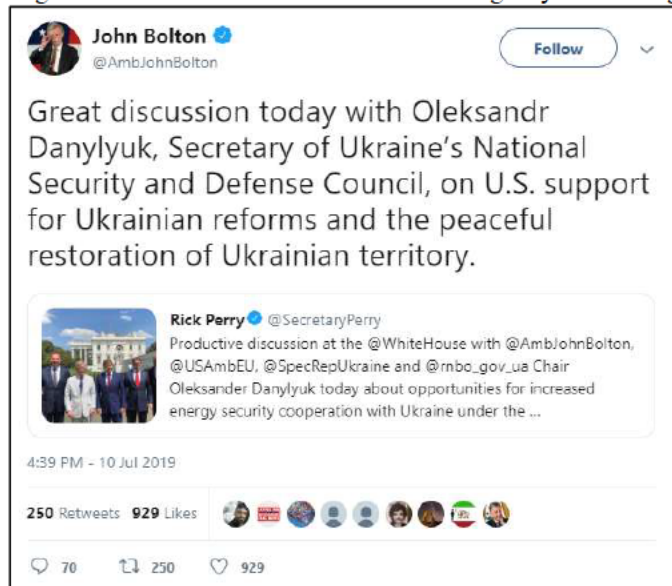 John Bolton
@AmbJohnBolton
Follow
Great discussion today with Oleksandr
Danylyuk, Secretary of Ukraine's National
Security and Defense Council, on U.S. support
for Ukrainian reforms and the peaceful
restoration of Ukrainian territory.
Rick Perry @SecretaryPerry
Productive discussion at the @WhiteHouse with @AmbJohnBolton,
@USAmbEU, @SpecRepUkraine and @rnbo_gov_ua Chair
Oleksander Danylyuk today about opportunities for increased
energy security cooperation with Ukraine under the ...
4:39 PM - 10 Jul 2019
250 Retweets 929 Likes
70 250 929